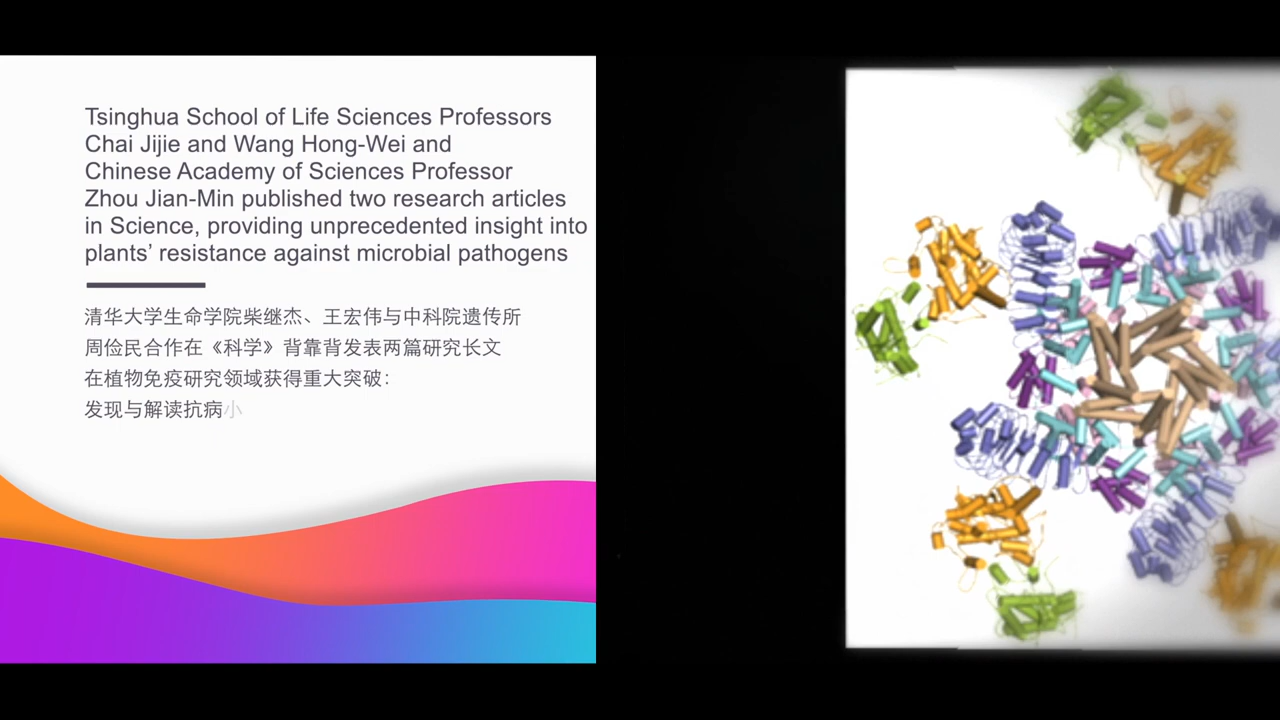 Tsinghua School of Life Sciences Professors
Chai Jijie and Wang Hong-Wei and
Chinese Academy of Sciences Professor
Zhou Jian-Min published two research articles
in Science, providing unprecedented insight into
plants’ resistance against microbial pathogens
清华大学生命学院柴继杰、王宏伟与中科院遗传所
周俭民合作在《科学》背靠背发表两篇研究长文
在植物免疫研究领域获得重大突破：
发现与解读抗病小